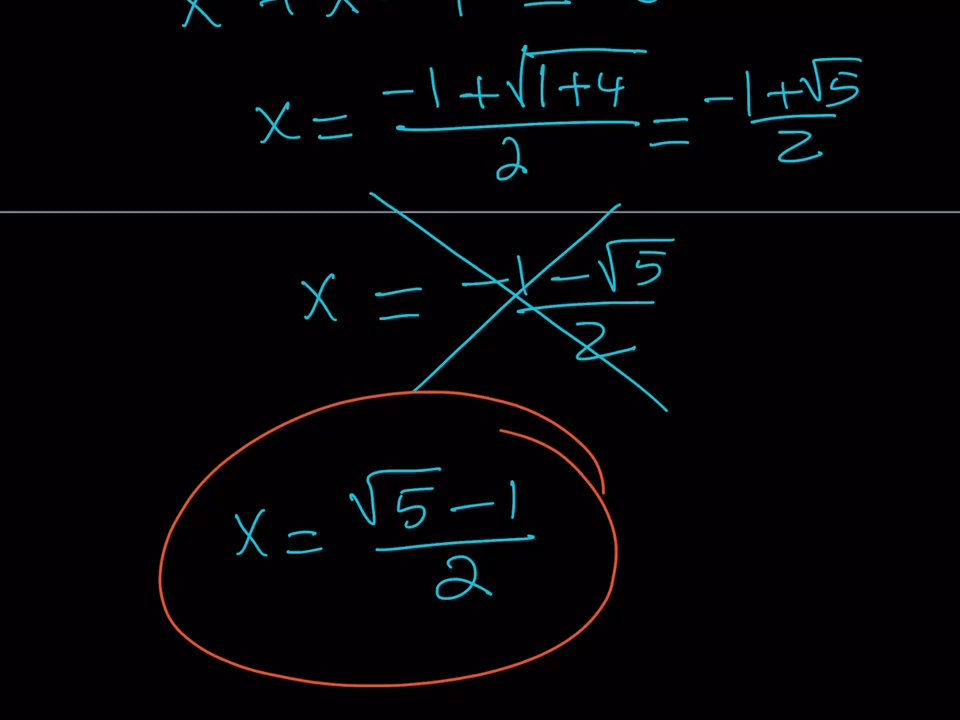 x = (-1+√(1+4))/2 = (-1+√5)/2
x = (-1-√5)/2
x = (√5-1)/2